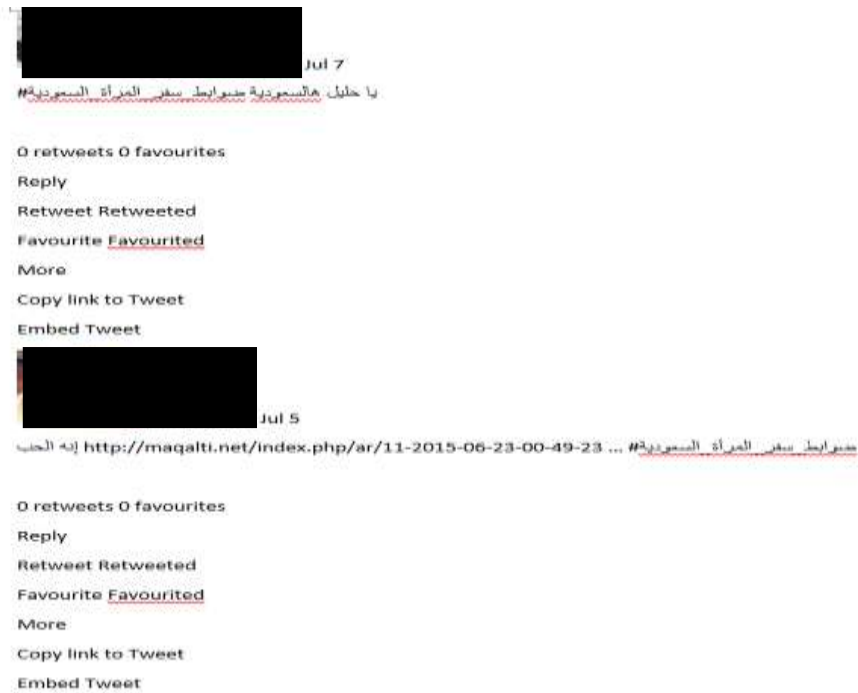 Jul 7
يا حليل هالسعودية ضوابط_سفر_المرأة_السعودية#
0 retweets 0 favourites
Reply
Retweet Retweeted
Favourite Favourited
More
Copy link to Tweet
Embed Tweet
Jul 5
إنه الحب http://maqalti.net/index.php/ar/11-2015-06-23-00-49-23 … ضوابط_سفر_المرأة_السعودية#
0 retweets 0 favourites
Reply
Retweet Retweeted
Favourite Favourited
More
Copy link to Tweet
Embed Tweet